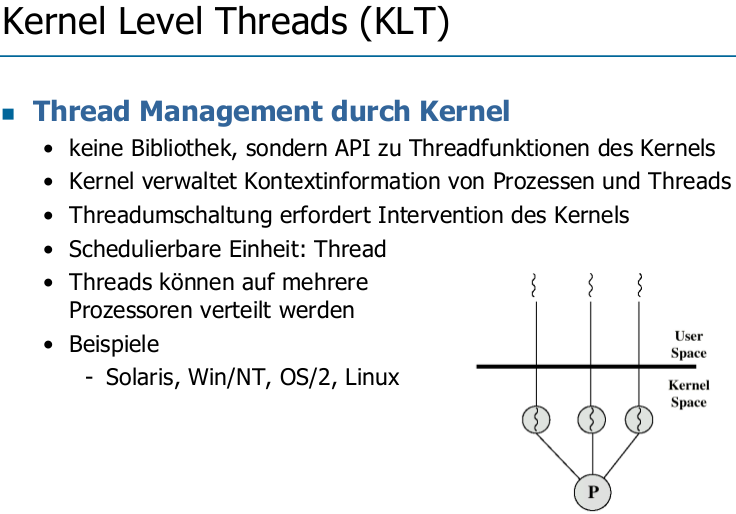 Kernel Level Threads (KLT)
Thread Management durch Kernel
• keine Bibliothek, sondern API zu Threadfunktionen des Kernels
• Kernel verwaltet Kontextinformation von Prozessen und Threads
• Threadumschaltung erfordert Intervention des Kernels
• Schedulierbare Einheit: Thread
• Threads können auf mehrere
Prozessoren verteilt werden
• Beispiele
- Solaris, Win/NT, OS/2, Linux
User
Space
Kernel
Space
P